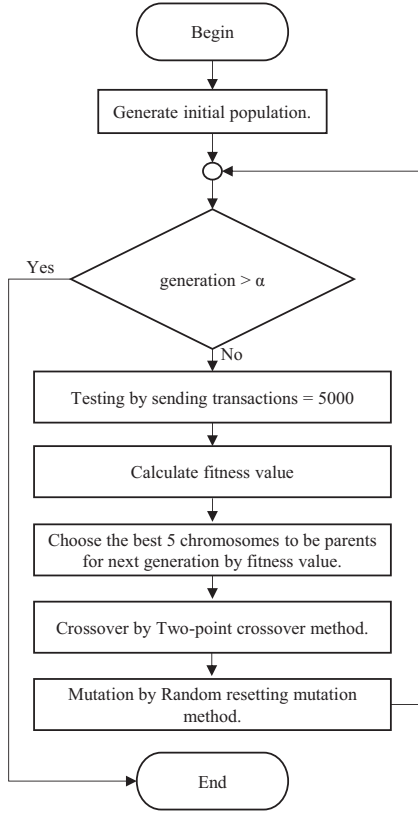 Begin
Generate initial population.
generation > α
Yes
No
Testing by sending transactions = 5000
Calculate fitness value
Choose the best 5 chromosomes to be parents
for next generation by fitness value.
Crossover by Two-point crossover method.
Mutation by Random resetting mutation
method.
End